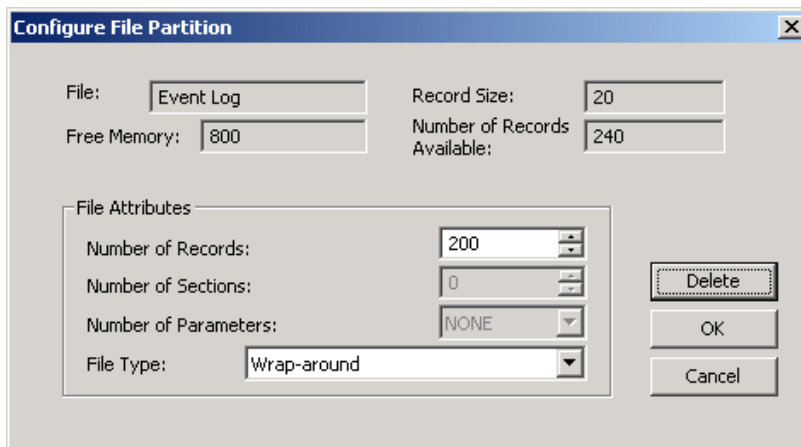 Configure File Partition
File: Event Log Record Size: 20
Free Memory: 800 Number of Records Available: 240
File Attributes
Number of Records: 200
Number of Sections: 0
Number of Parameters: NONE
File Type: Wrap-around
Delete
OK
Cancel